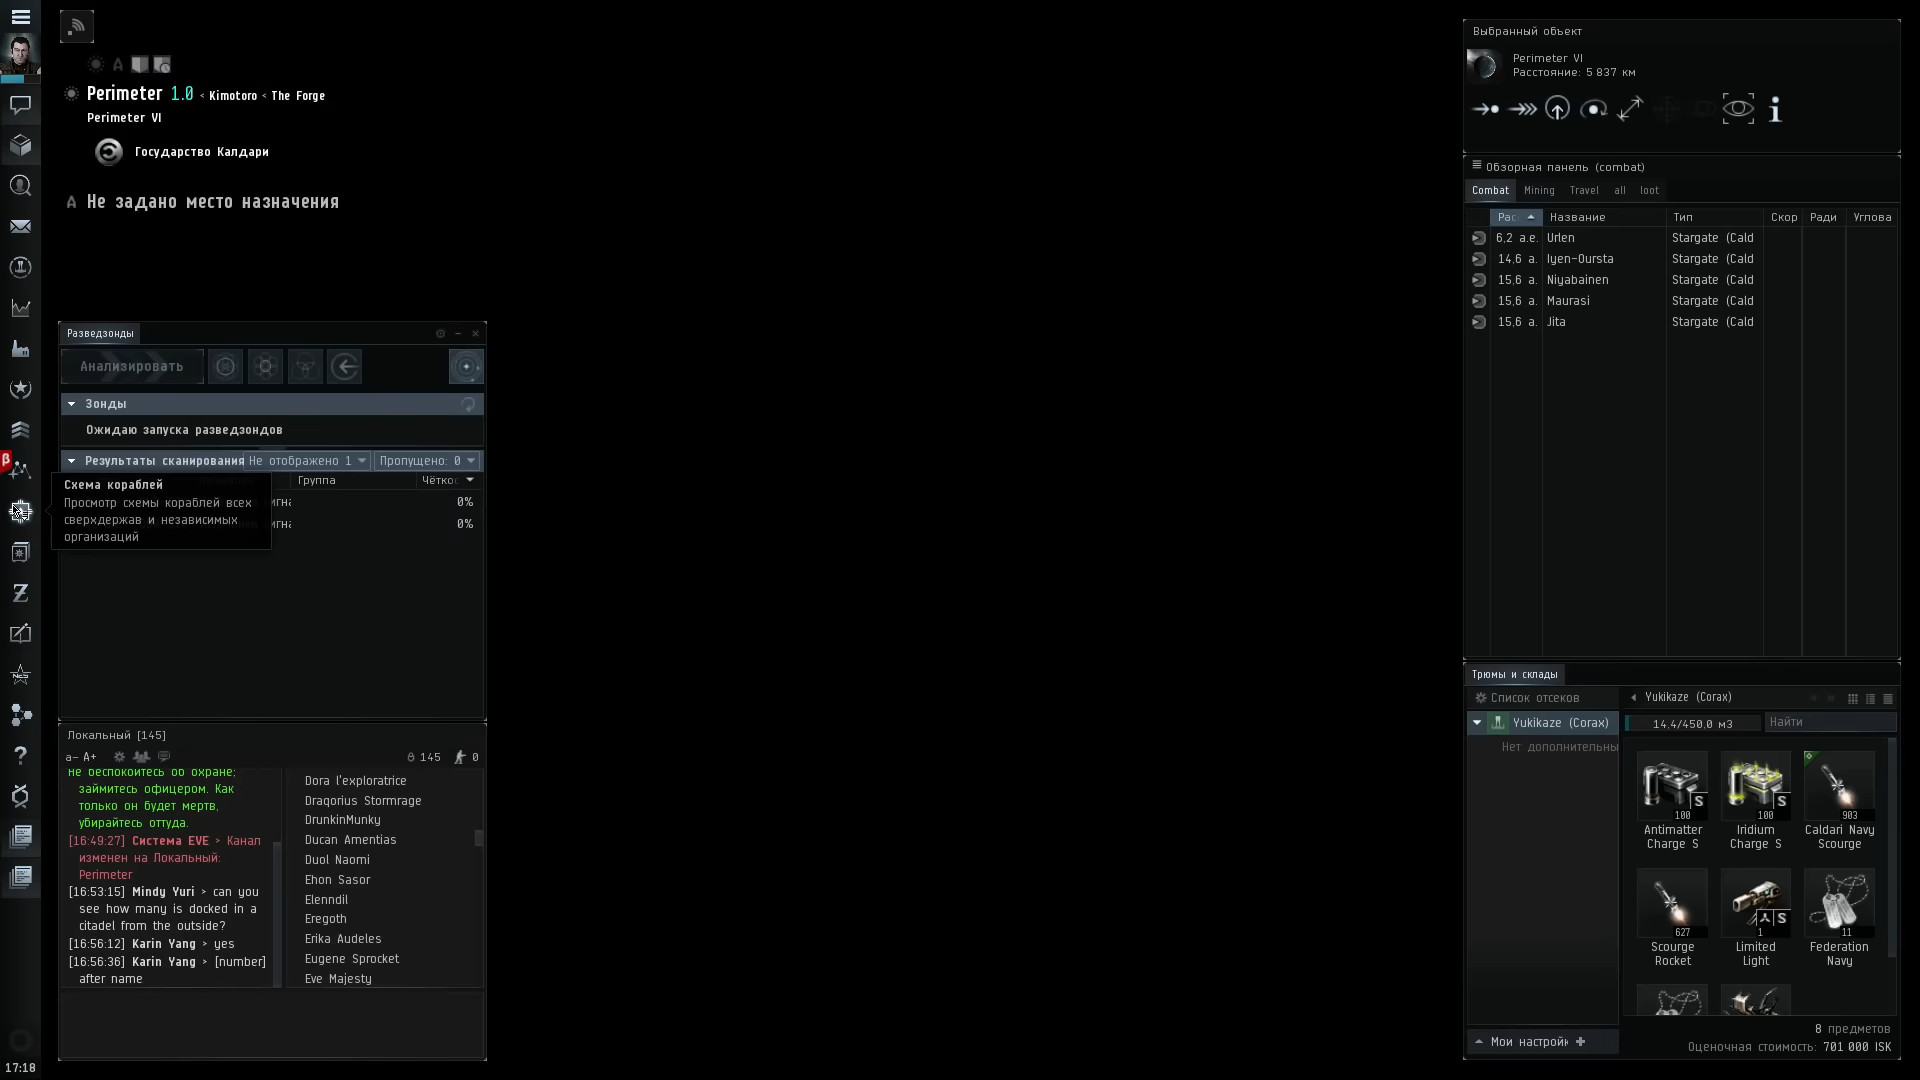 Perimeter 1.0 < Kimotoro < The Forge
Perimeter VI
Государство Калдари
Не задано место назначения
Разведзонды
Анализировать
Зонды
Ожидаю запуска разведзондов
Результаты сканирования Не отображено 1 Пропущено: 0
Группа Чёткос
β
Схема кораблей
Просмотр схемы кораблей всех
сверхдержав и независимых
организаций
игна 0%
игна 0%
Локальный [145]
a- A+ 145 0
Не беспокойтесь об охране;
займитесь офицером. Как
только он будет мертв,
убирайтесь оттуда.
[16:49:27] Система EVE > Канал
изменен на Локальный:
Perimeter
[16:53:15] Mindy Yuri > can you
see how many is docked in a
citadel from the outside?
[16:56:12] Karin Yang > yes
[16:56:36] Karin Yang > [number]
after name
Dora l'exploratrice
Draqorius Stormrage
DrunkinMunky
Ducan Amentias
Duol Naomi
Ehon Sasor
Elenndil
Eregoth
Erika Audeles
Eugene Sprocket
Eve Majesty
17:18
Выбранный объект
Perimeter VI
Расстояние: 5 837 км
Обзорная панель (combat)
Combat Mining Travel all loot
Рас Название Тип Скор Ради Углова
6,2 а.е. Urlen Stargate (Cald
14,6 а. Iyen-Oursta Stargate (Cald
15,6 а. Niyabainen Stargate (Cald
15,6 а. Maurasi Stargate (Cald
15,6 а. Jita Stargate (Cald
Трюмы и склады
Список отсеков
Yukikaze (Corax)
Нет дополнительны
Yukikaze (Corax)
14,4/450,0 м3 Найти
100 100 903
Antimatter Charge S
Iridium Charge S
Caldari Navy Scourge
627 1 11
Scourge Rocket
Limited Light
Federation Navy
Мои настройк +
8 предметов
Оценочная стоимость: 701 000 ISK